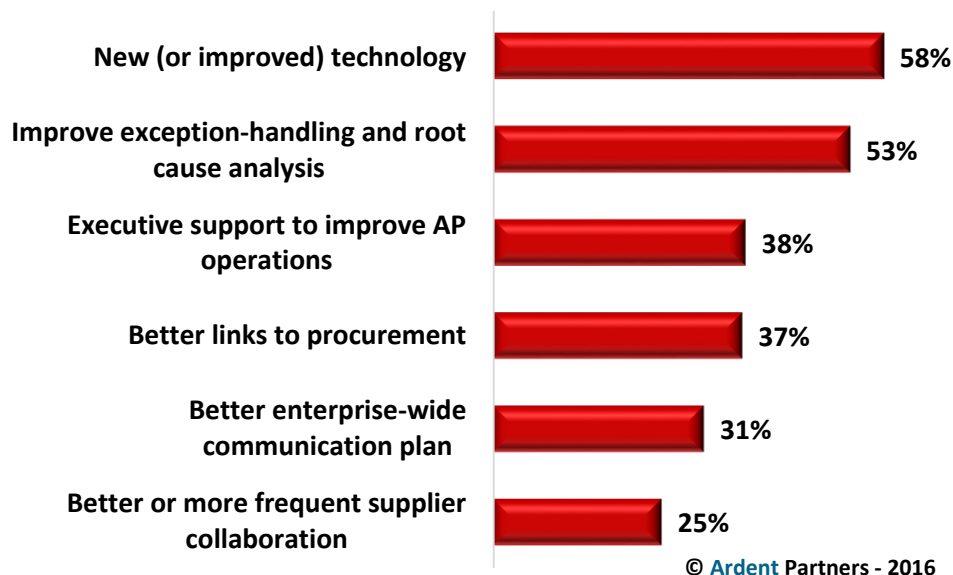 New (or improved) technology
58%
Improve exception-handling and root
cause analysis
53%
Executive support to improve AP
operations
38%
Better links to procurement
37%
Better enterprise-wide
communication plan
31%
Better or more frequent supplier
collaboration
25%
© Ardent Partners - 2016